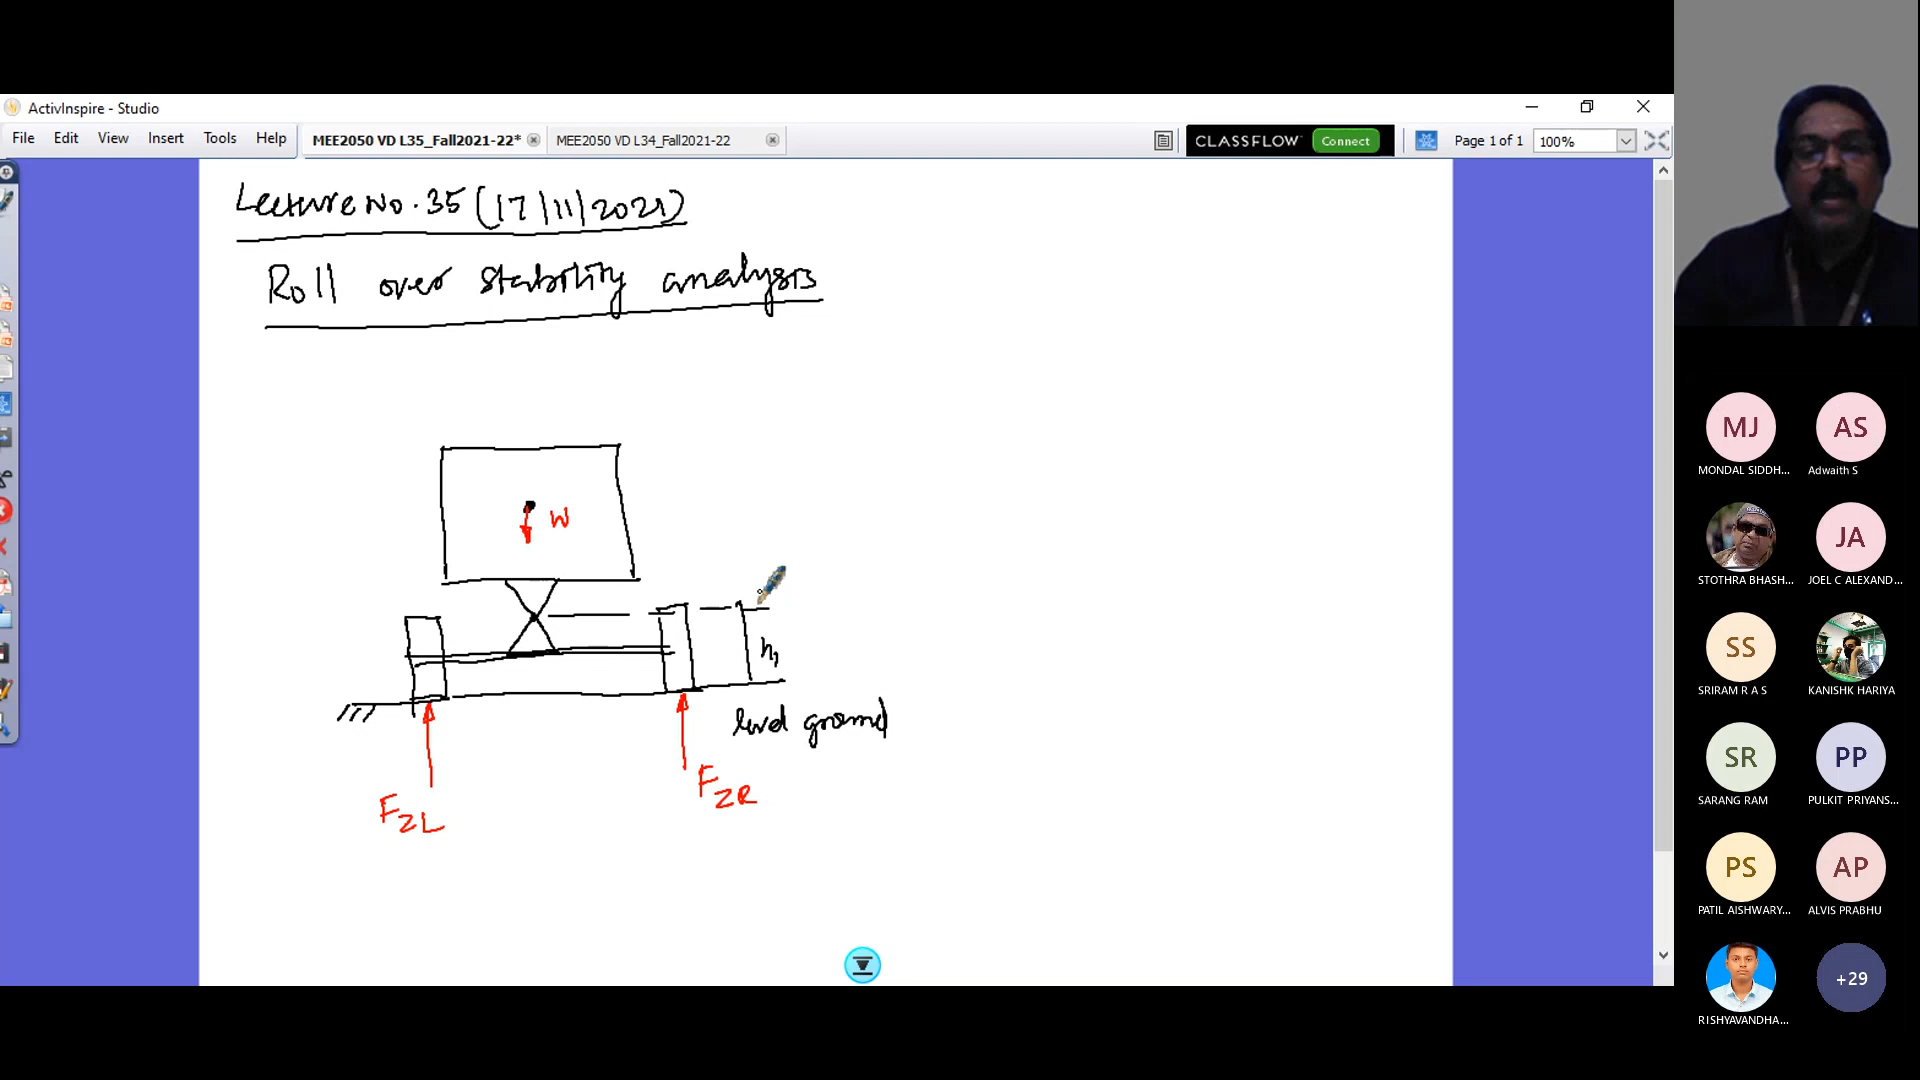 ActivInspire - Studio
File Edit View Insert Tools Help
MEE2050 VD L35_Fall2021-22* MEE2050 VD L34_Fall2021-22
CLASSFLOW Connect
Page 1 of 1 100%
Lecture No. 35 (17/11/2021)
Roll over stability analysis
W
h1
level ground
FZL
FZR
MJ AS
MONDAL SIDDH... Adwaith S
JA
STOTHRA BHASH... JOEL C ALEXAND...
SS
SRIRAM R A S KANISHK HARIYA
SR PP
SARANG RAM PULKIT PRIYANS...
PS AP
PATIL AISHWARY... ALVIS PRABHU
+29
RISHYAVANDHA...